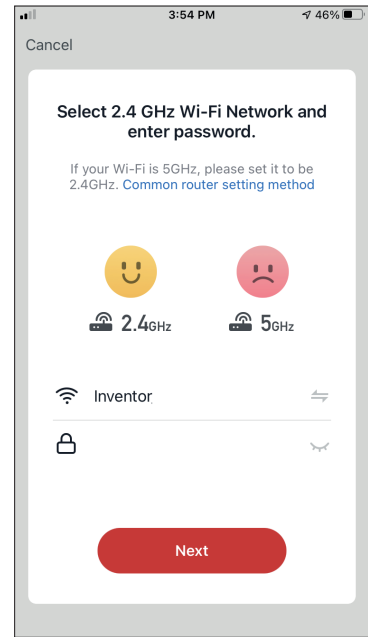 3:54 PM
46%
Cancel
Select 2.4 GHz Wi-Fi Network and
enter password.
If your Wi-Fi is 5GHz, please set it to be
2.4GHz. Common router setting method
2.4GHz
5GHz
Inventor
Next